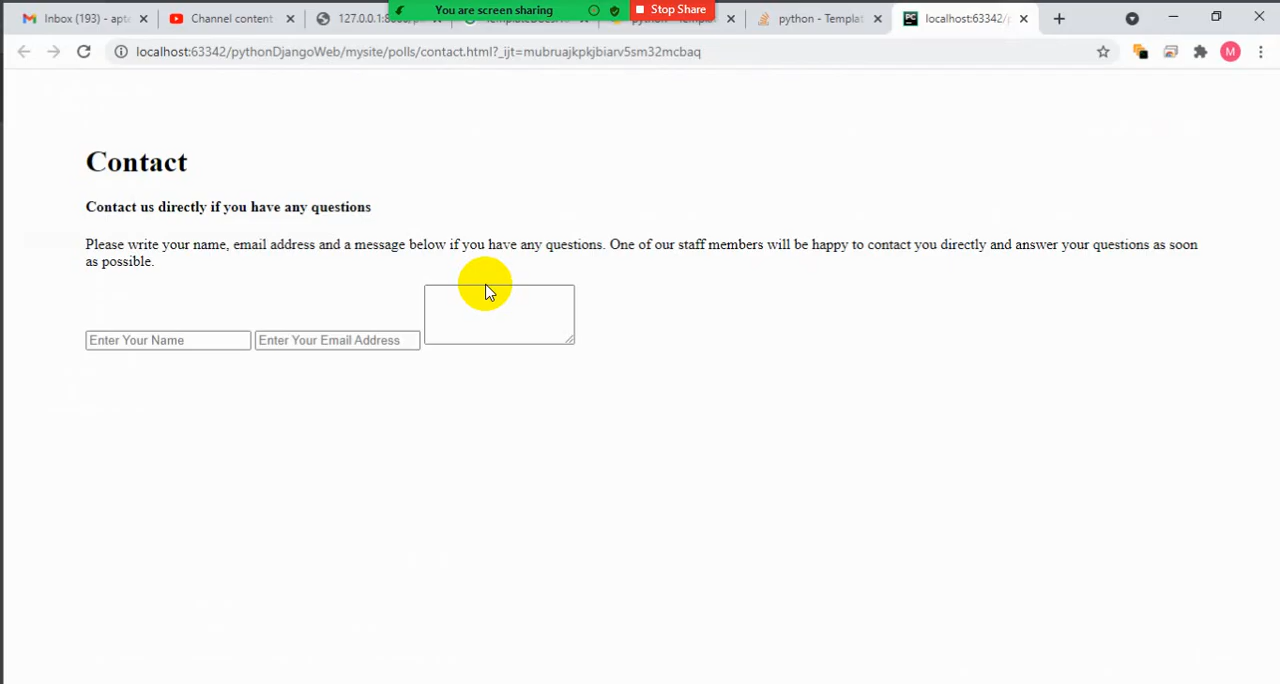 Inbox (193) - apte
Channel content
127.0.0.1:8000/p
You are screen sharing
Stop Share
python - Templat
localhost:63342/p
localhost:63342/pythonDjangoWeb/mysite/polls/contact.html?_ijt=mubruajkpkjbiarv5sm32mcbaq
M
Contact
Contact us directly if you have any questions
Please write your name, email address and a message below if you have any questions. One of our staff members will be happy to contact you directly and answer your questions as soon
as possible.
Enter Your Name
Enter Your Email Address